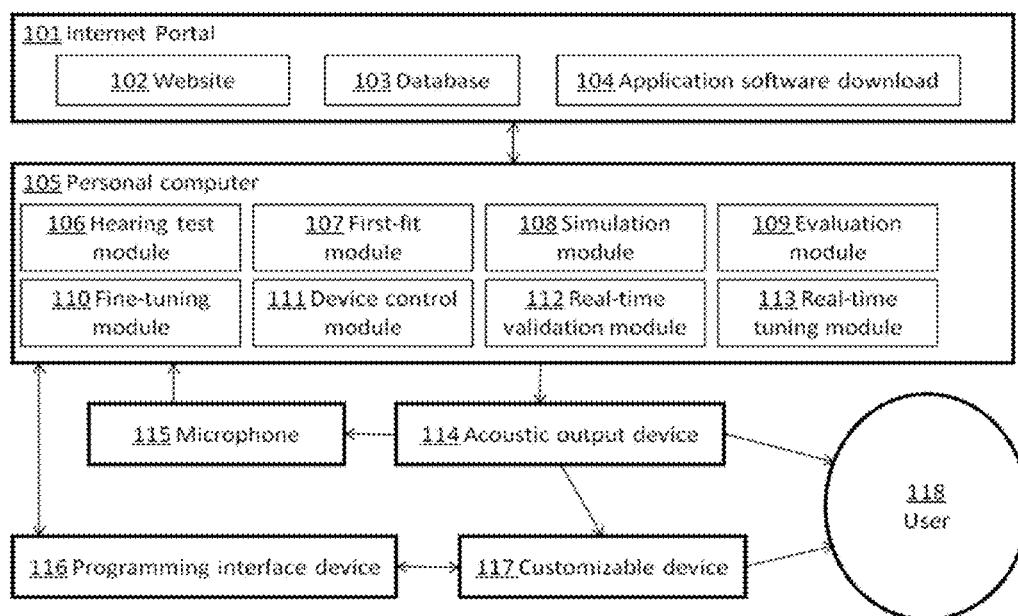 101 Internet Portal
102 Website
103 Database
104 Application software download
105 Personal computer
106 Hearing test
module
107 First-fit
module
108 Simulation
module
109 Evaluation
module
110 Fine-tuning
module
111 Device control
module
112 Real-time
validation module
113 Real-time
tuning module
115 Microphone
114 Acoustic output device
118
User
116 Programming interface device
117 Customizable device